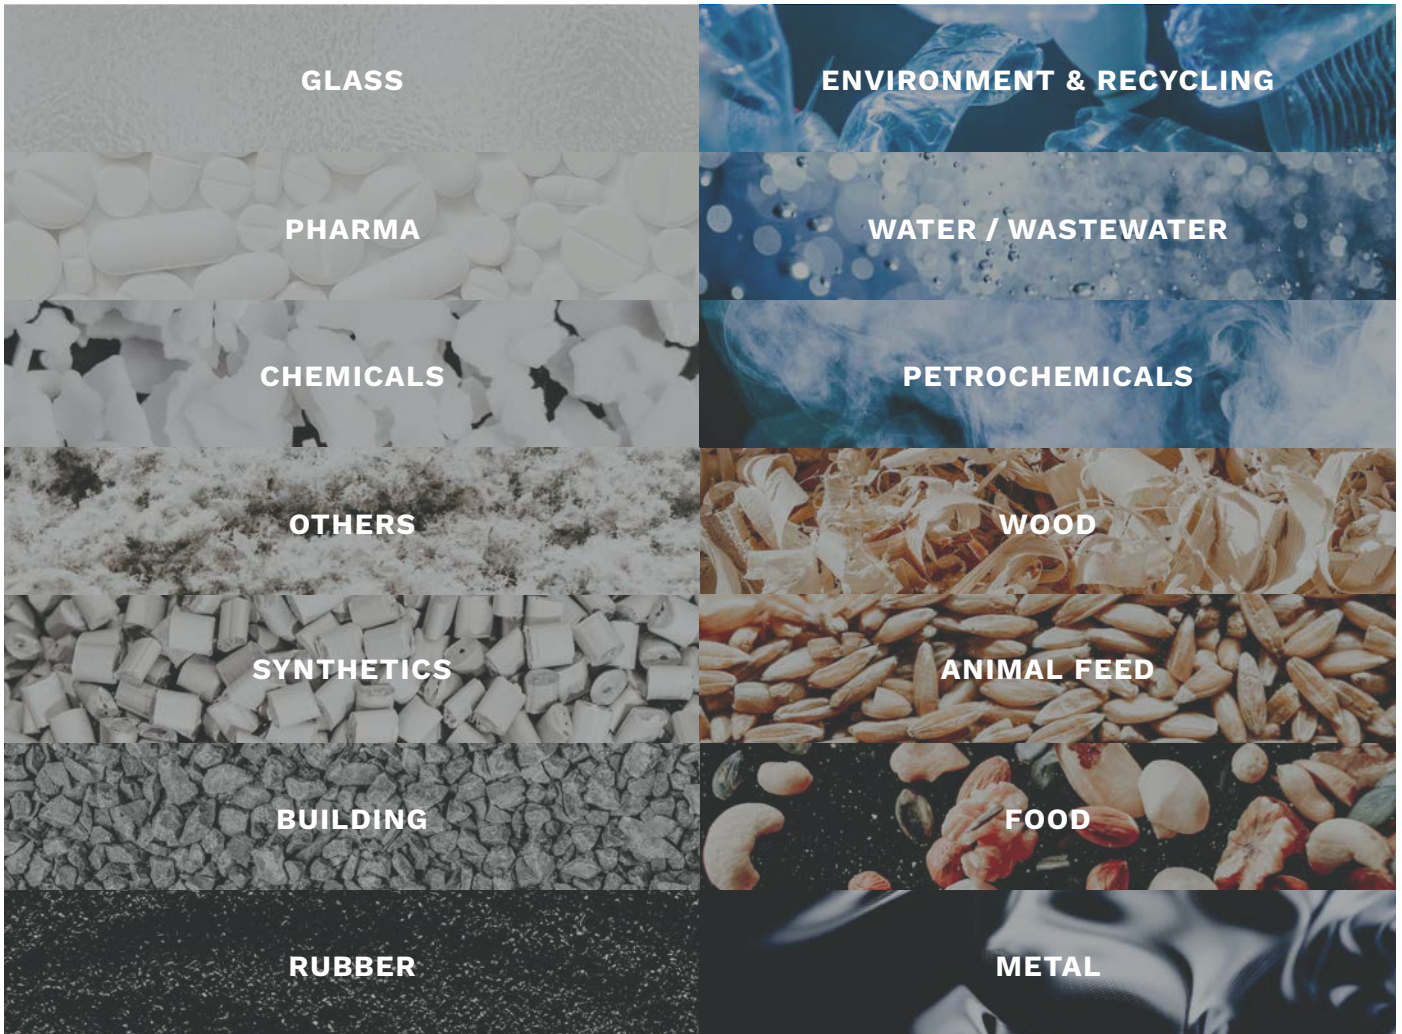 GLASS
ENVIRONMENT & RECYCLING
PHARMA
WATER / WASTEWATER
CHEMICALS
PETROCHEMICALS
OTHERS
WOOD
SYNTHETICS
ANIMAL FEED
BUILDING
FOOD
RUBBER
METAL